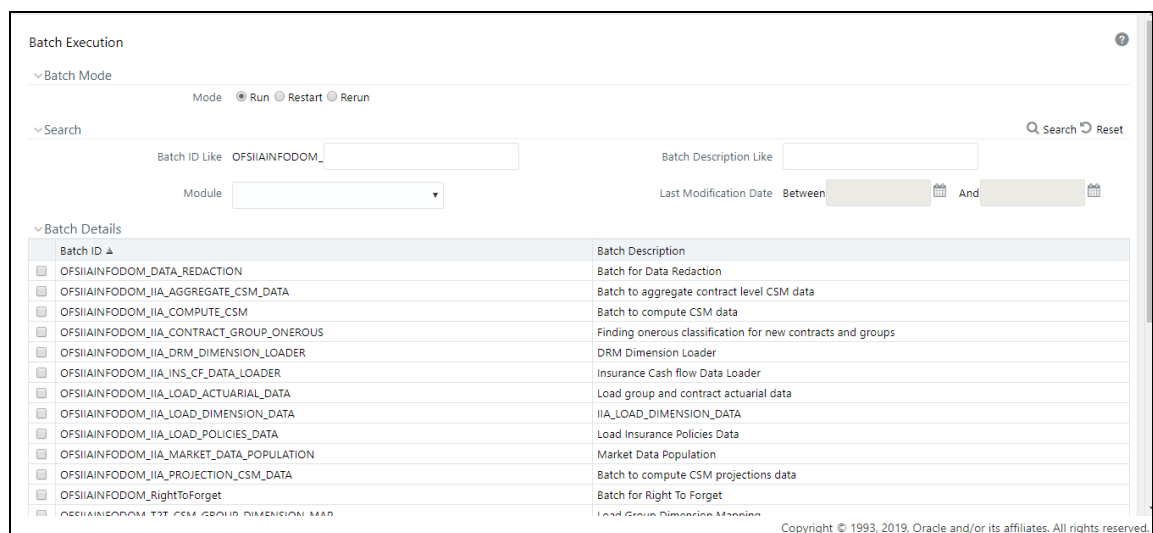 Batch Execution
Batch Mode
Mode Run Restart Rerun
Search Search Reset
Batch ID Like OFSIIAINFODOM_ Batch Description Like
Module Last Modification Date Between And
Batch Details
Batch ID Batch Description
OFSIIAINFODOM_DATA_REDACTION Batch for Data Redaction
OFSIIAINFODOM_IIA_AGGREGATE_CSM_DATA Batch to aggregate contract level CSM data
OFSIIAINFODOM_IIA_COMPUTE_CSM Batch to compute CSM data
OFSIIAINFODOM_IIA_CONTRACT_GROUP_ONEROUS Finding onerous classification for new contracts and groups
OFSIIAINFODOM_IIA_DRM_DIMENSION_LOADER DRM Dimension Loader
OFSIIAINFODOM_IIA_INS_CF_DATA_LOADER Insurance Cash flow Data Loader
OFSIIAINFODOM_IIA_LOAD_ACTUARIAL_DATA Load group and contract actuarial data
OFSIIAINFODOM_IIA_LOAD_DIMENSION_DATA IIA_LOAD_DIMENSION_DATA
OFSIIAINFODOM_IIA_LOAD_POLICIES_DATA Load Insurance Policies Data
OFSIIAINFODOM_IIA_MARKET_DATA_POPULATION Market Data Population
OFSIIAINFODOM_IIA_PROJECTION_CSM_DATA Batch to compute CSM projections data
OFSIIAINFODOM_RightToForget Batch for Right To Forget
OFSIIAINFODOM_T2T_CSM_GROUP_DIMENSION_MAP Load Group Dimension Mapping
Copyright © 1993, 2019, Oracle and/or its affiliates. All rights reserved.